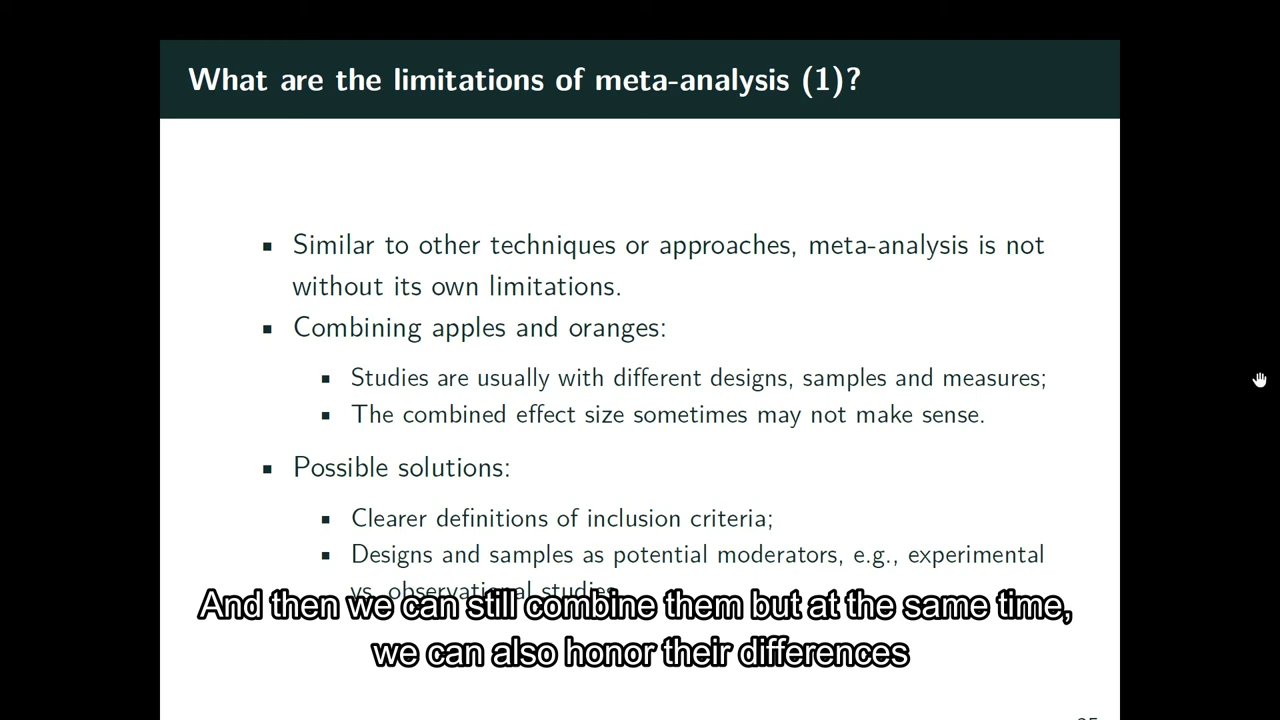 What are the limitations of meta-analysis (1)?
▪ Similar to other techniques or approaches, meta-analysis is not
without its own limitations.
▪ Combining apples and oranges:
▪ Studies are usually with different designs, samples and measures;
▪ The combined effect size sometimes may not make sense.
▪ Possible solutions:
▪ Clearer definitions of inclusion criteria;
▪ Designs and samples as potential moderators, e.g., experimental
vs. observational studies
And then we can still combine them but at the same time,
we can also honor their differences